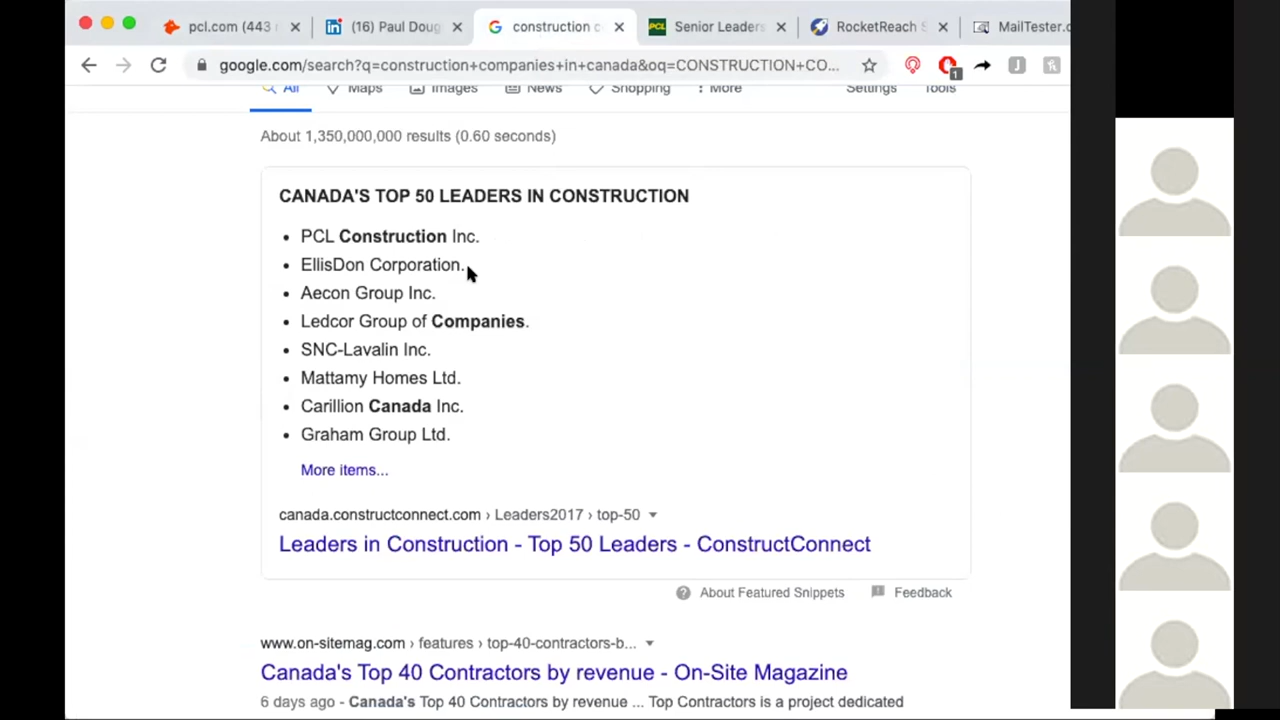 pcl.com (443 r
(16) Paul Doug
construction c
Senior Leaders
RocketReach S
MailTester.c
google.com/search?q=construction+companies+in+canada&oq=CONSTRUCTION+CO...
1
All
Maps
Images
News
Shopping
More
Settings
Tools
About 1,350,000,000 results (0.60 seconds)
CANADA'S TOP 50 LEADERS IN CONSTRUCTION
• PCL Construction Inc.
• EllisDon Corporation.
• Aecon Group Inc.
• Ledcor Group of Companies.
• SNC-Lavalin Inc.
• Mattamy Homes Ltd.
• Carillion Canada Inc.
• Graham Group Ltd.
More items...
canada.constructconnect.com › Leaders2017 › top-50
Leaders in Construction - Top 50 Leaders - ConstructConnect
About Featured Snippets
Feedback
www.on-sitemag.com › features › top-40-contractors-b...
Canada's Top 40 Contractors by revenue - On-Site Magazine
6 days ago - Canada's Top 40 Contractors by revenue ... Top Contractors is a project dedicated